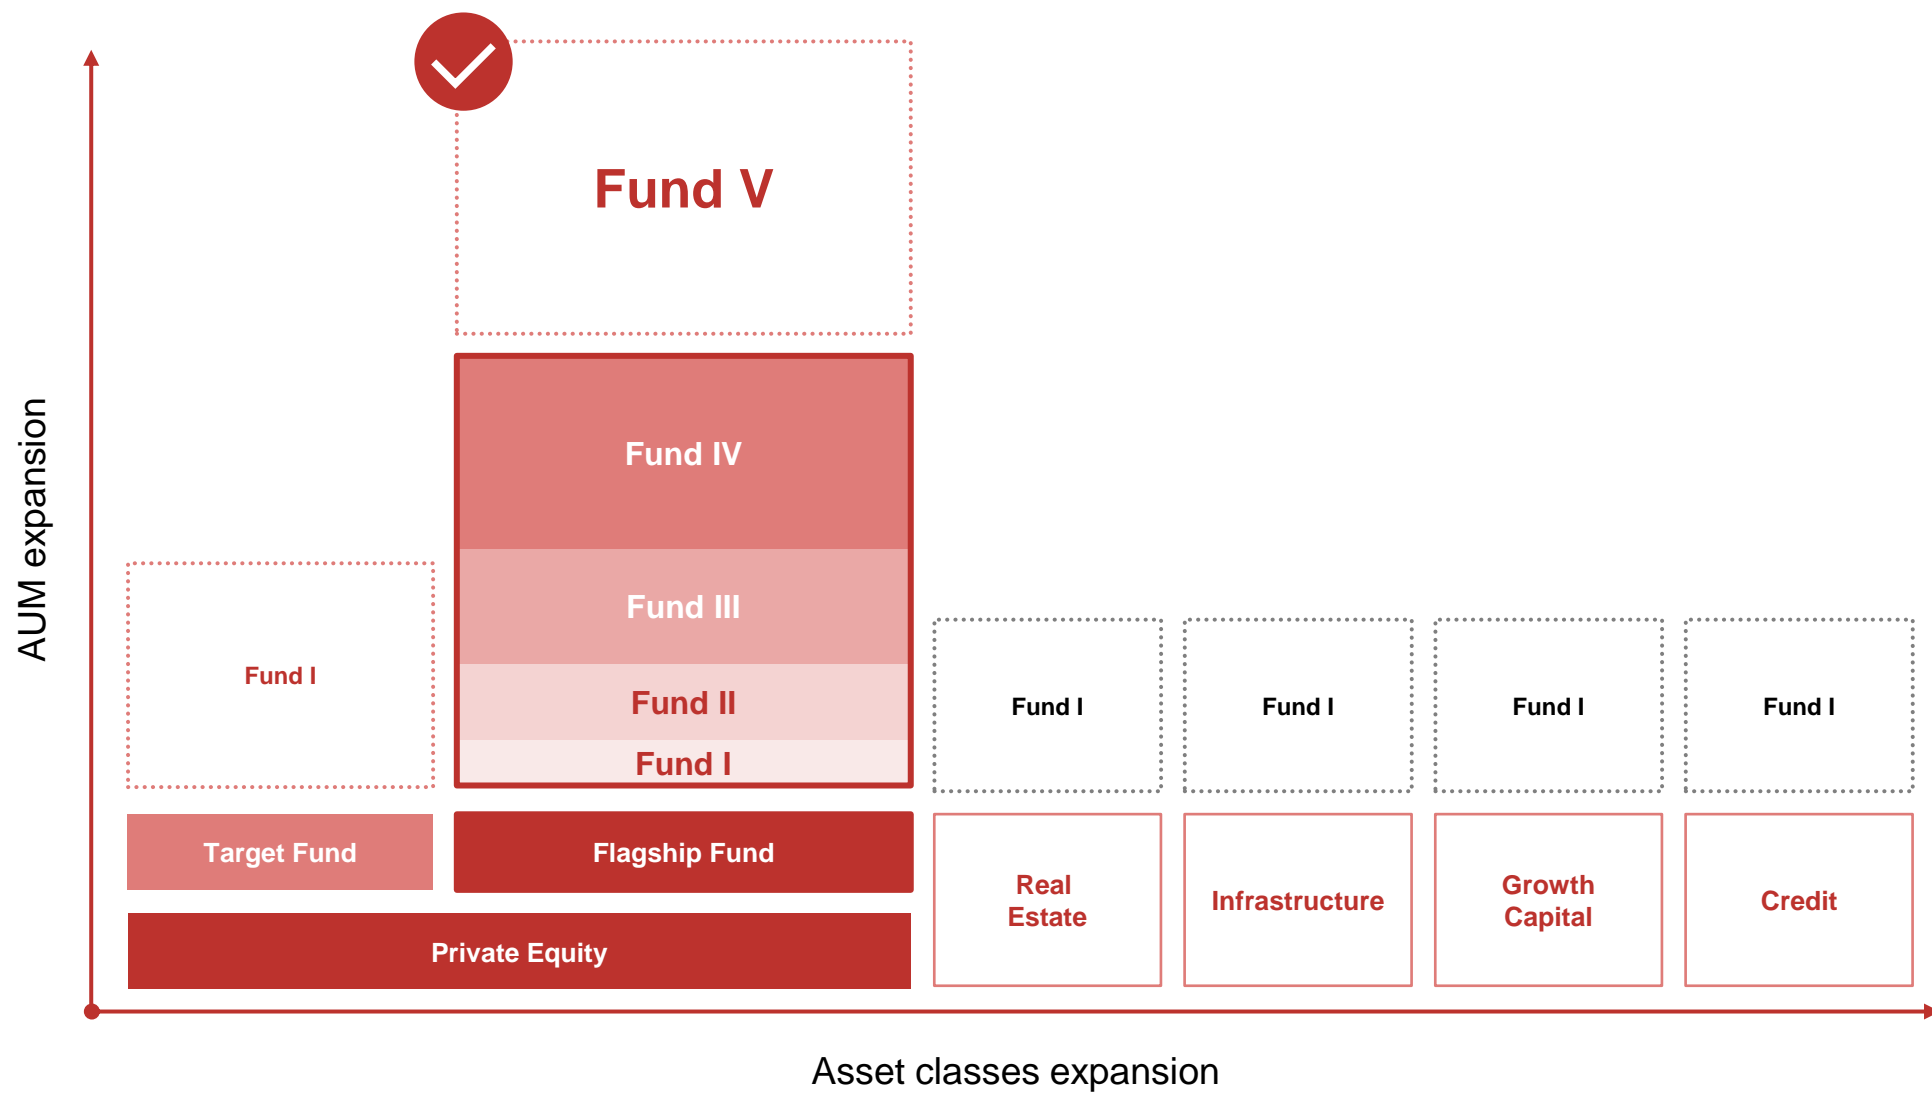 Fund V
AUM expansion
Fund IV
Fund III
Fund II
Fund I
Fund I
Fund I
Fund I
Fund I
Fund I
Target Fund
Flagship Fund
Private Equity
Real
Estate
Infrastructure
Growth
Capital
Credit
Asset classes expansion